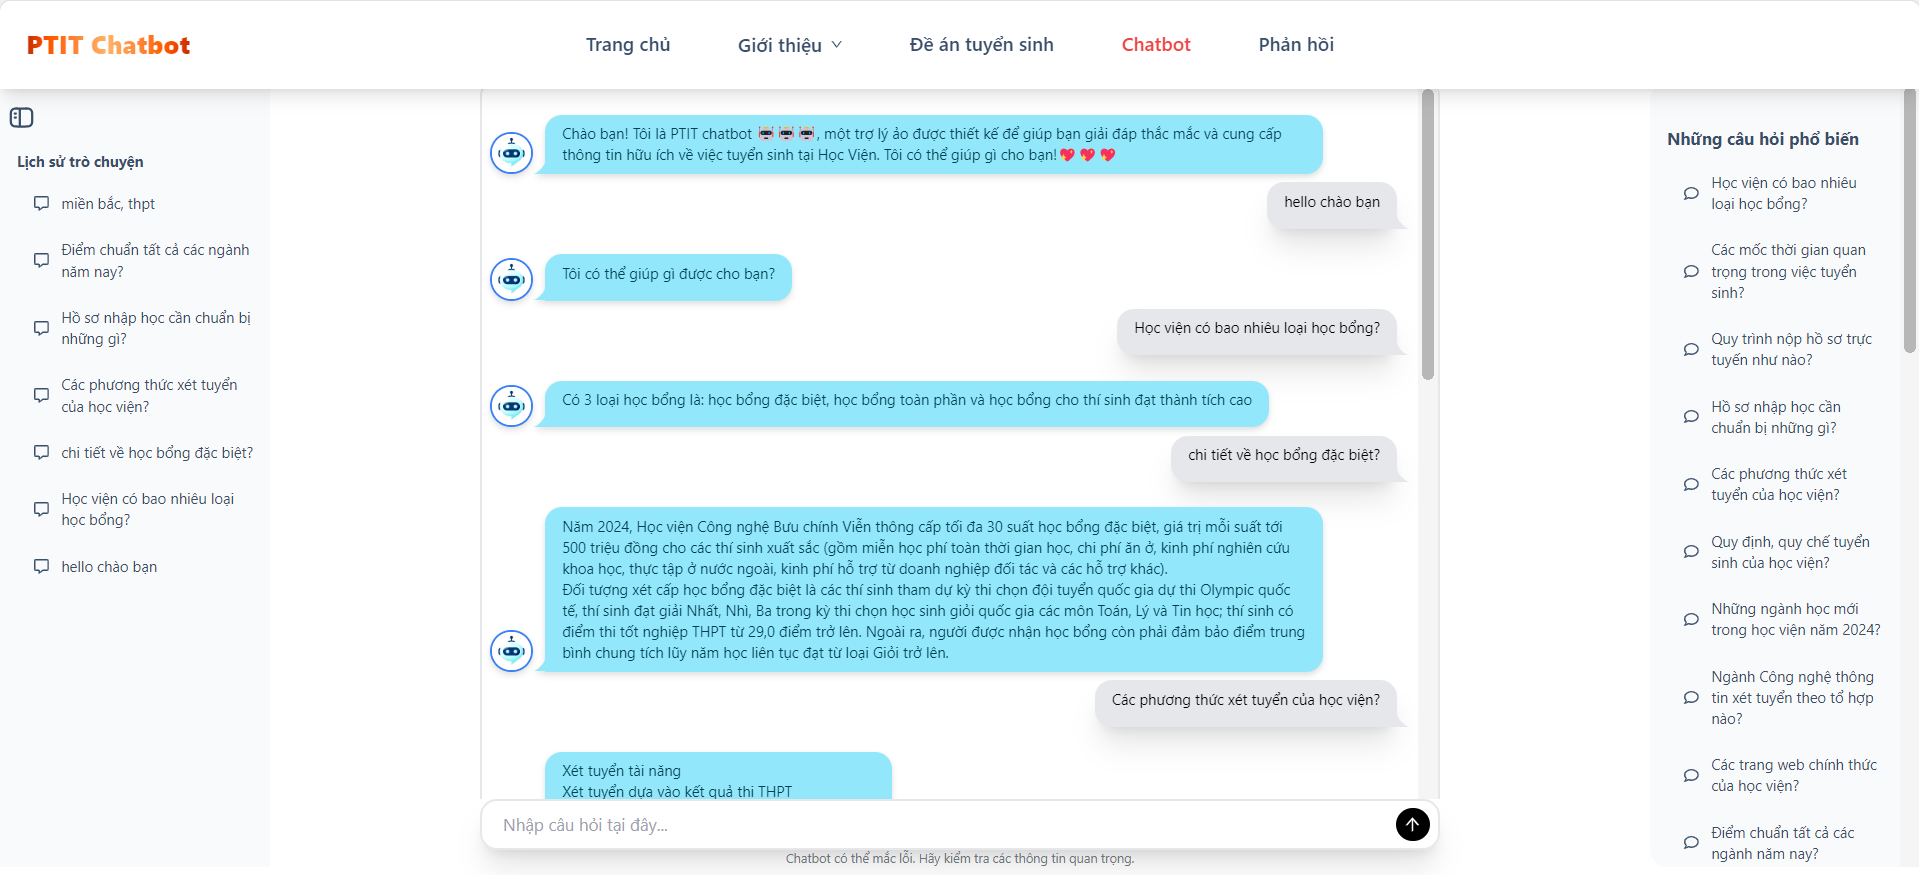 PTIT Chatbot
Trang chủ
Giới thiệu
Đề án tuyển sinh
Chatbot
Phản hồi
Lịch sử trò chuyện
miền bắc, thpt
Điểm chuẩn tất cả các ngành
năm nay?
Hồ sơ nhập học cần chuẩn bị
những gì?
Các phương thức xét tuyển
của học viện?
chi tiết về học bổng đặc biệt?
Học viện có bao nhiêu loại
học bổng?
hello chào bạn
Chào bạn! Tôi là PTIT chatbot 🤖🤖🤖, một trợ lý ảo được thiết kế để giúp bạn giải đáp thắc mắc và cung cấp
thông tin hữu ích về việc tuyển sinh tại Học Viện. Tôi có thể giúp gì cho bạn!💖💖💖
hello chào bạn
Tôi có thể giúp gì được cho bạn?
Học viện có bao nhiêu loại học bổng?
Có 3 loại học bổng là: học bổng đặc biệt, học bổng toàn phần và học bổng cho thí sinh đạt thành tích cao
chi tiết về học bổng đặc biệt?
Năm 2024, Học viện Công nghệ Bưu chính Viễn thông cấp tối đa 30 suất học bổng đặc biệt, giá trị mỗi suất tới
500 triệu đồng cho các thí sinh xuất sắc (gồm miễn học phí toàn thời gian học, chi phí ăn ở, kinh phí nghiên cứu
khoa học, thực tập ở nước ngoài, kinh phí hỗ trợ từ doanh nghiệp đối tác và các hỗ trợ khác).
Đối tượng xét cấp học bổng đặc biệt là các thí sinh tham dự kỳ thi chọn đội tuyển quốc gia dự thi Olympic quốc
tế, thí sinh đạt giải Nhất, Nhì, Ba trong kỳ thi chọn học sinh giỏi quốc gia các môn Toán, Lý và Tin học; thí sinh có
điểm thi tốt nghiệp THPT từ 29,0 điểm trở lên. Ngoài ra, người được nhận học bổng còn phải đảm bảo điểm trung
bình chung tích lũy năm học liên tục đạt từ loại Giỏi trở lên.
Các phương thức xét tuyển của học viện?
Xét tuyển tài năng
Xét tuyển dựa vào kết quả thi THPT
Nhập câu hỏi tại đây...
Chatbot có thể mắc lỗi. Hãy kiểm tra các thông tin quan trọng.
Những câu hỏi phổ biến
Học viện có bao nhiêu
loại học bổng?
Các mốc thời gian quan
trọng trong việc tuyển
sinh?
Quy trình nộp hồ sơ trực
tuyến như nào?
Hồ sơ nhập học cần
chuẩn bị những gì?
Các phương thức xét
tuyển của học viện?
Quy định, quy chế tuyển
sinh của học viện?
Những ngành học mới
trong học viện năm 2024?
Ngành Công nghệ thông
tin xét tuyển theo tổ hợp
nào?
Các trang web chính thức
của học viện?
Điểm chuẩn tất cả các
ngành năm nay?